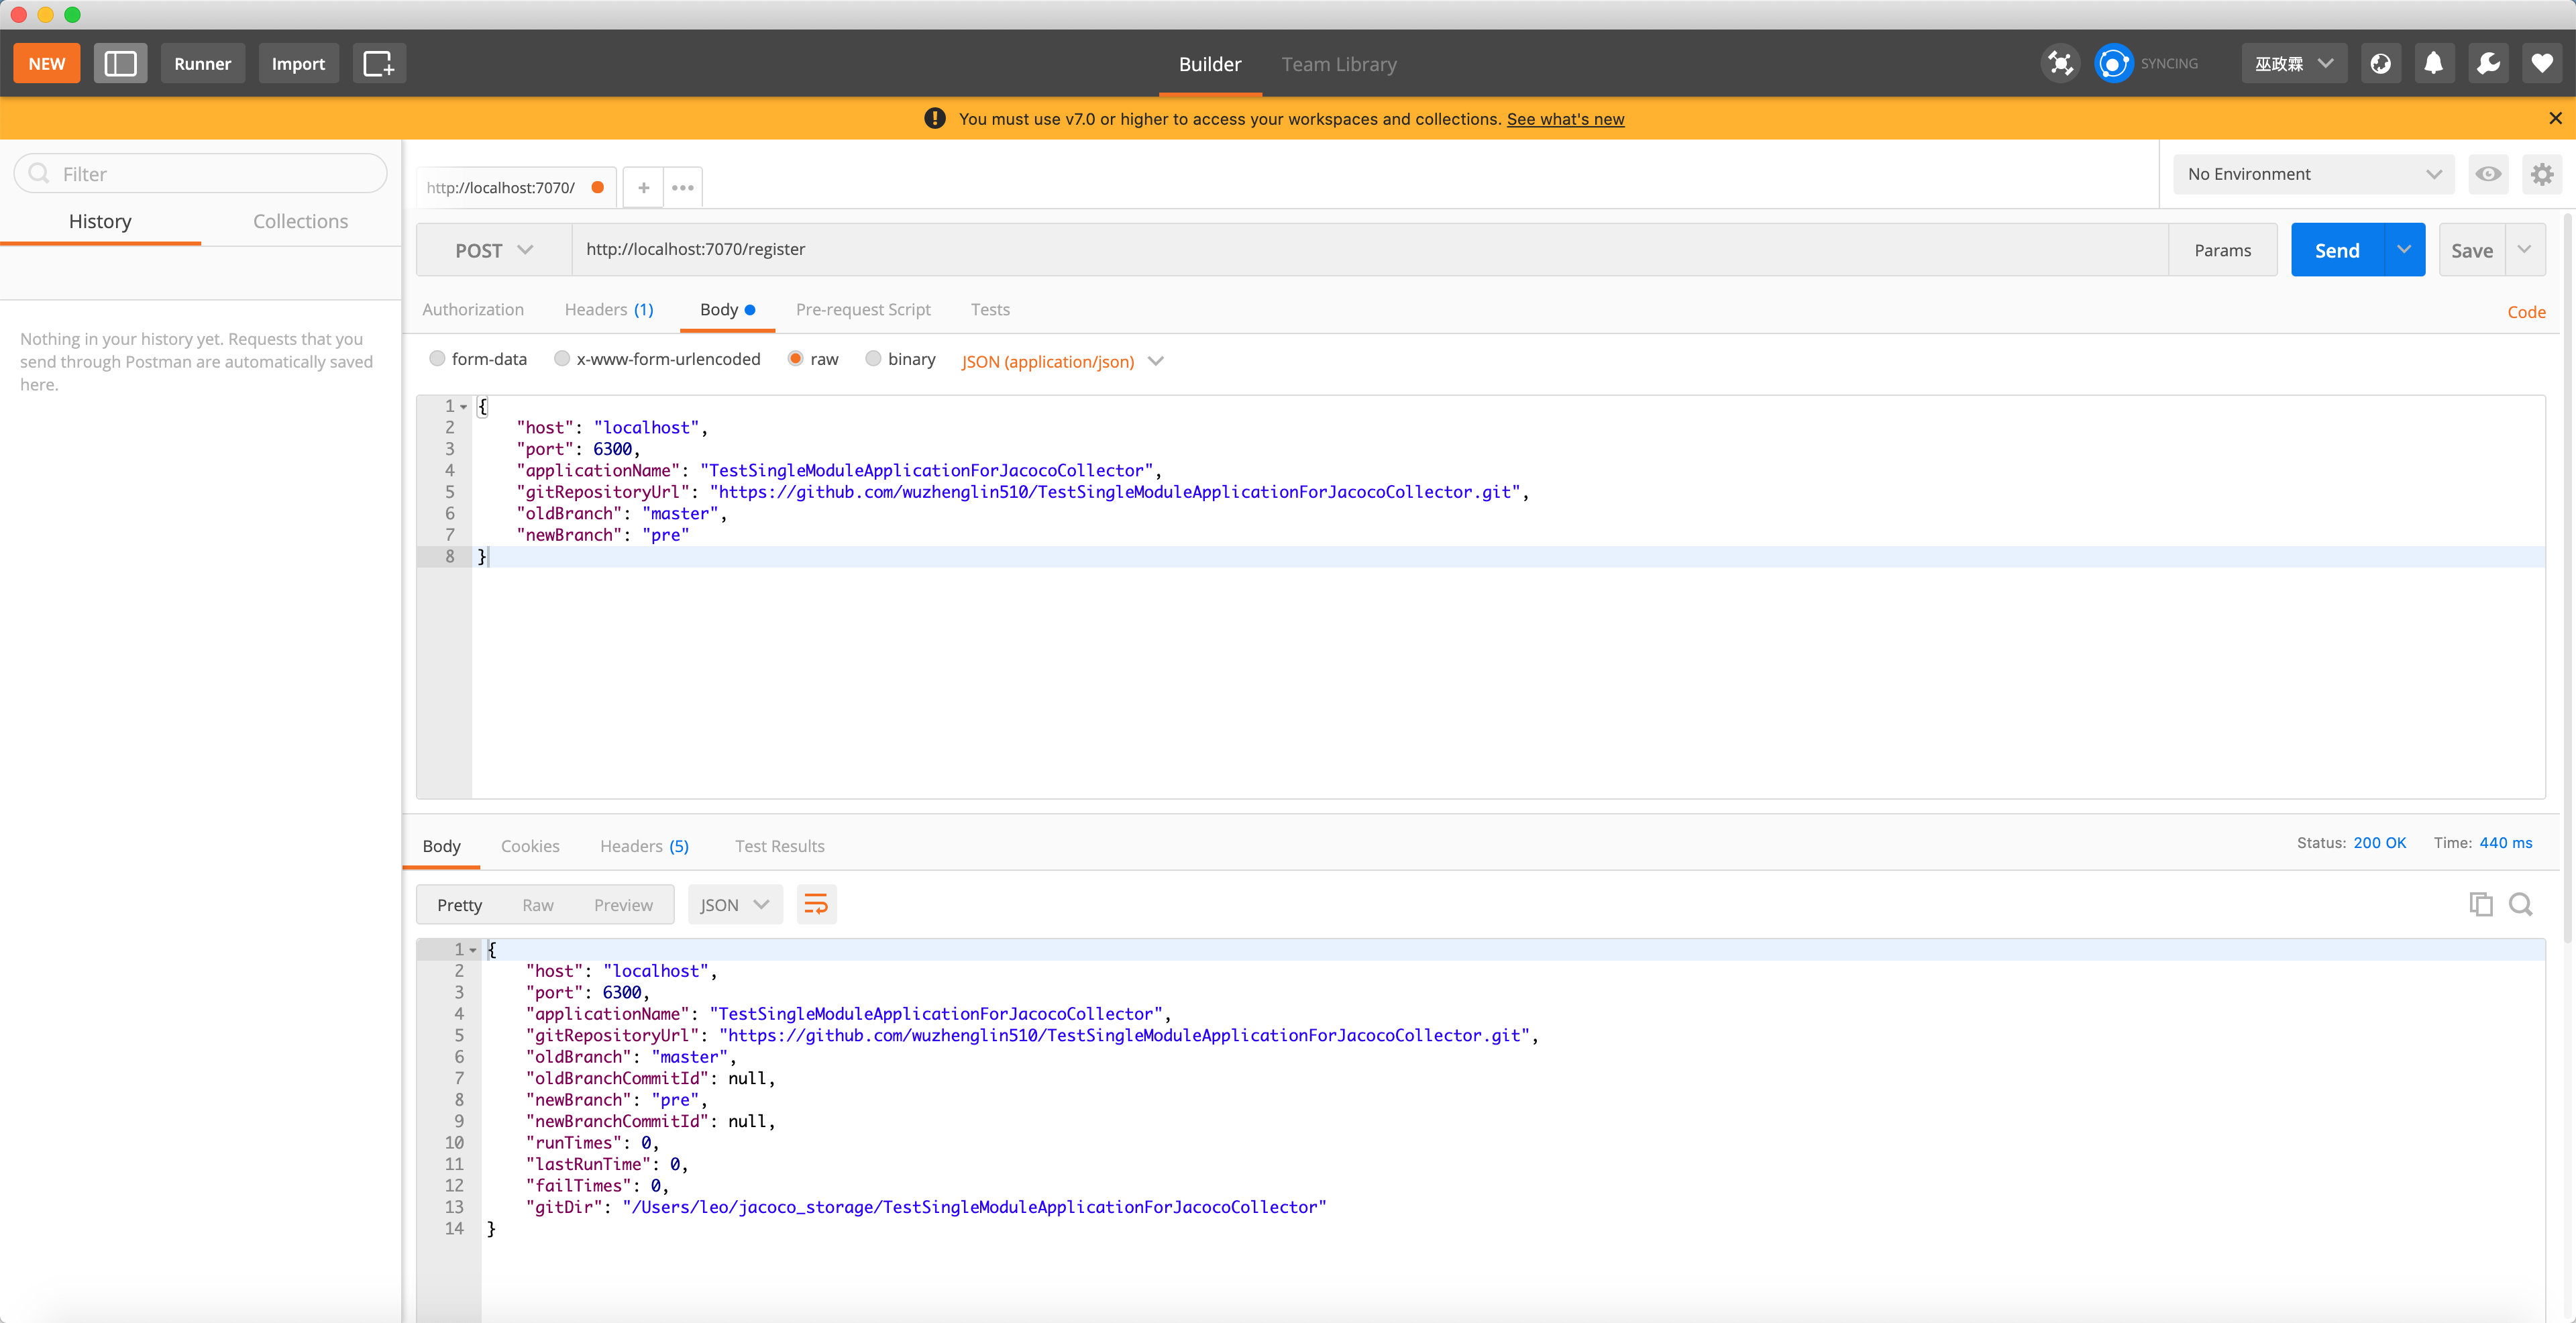 NEW Runner Import Builder Team Library SYNCING 巫政霖
You must use v7.0 or higher to access your workspaces and collections. See what's new
Filter
History Collections
Nothing in your history yet. Requests that you
send through Postman are automatically saved
here.
http://localhost:7070/ + ••• No Environment
POST http://localhost:7070/register Params Send Save
Authorization Headers (1) Body Pre-request Script Tests Code
form-data x-www-form-urlencoded raw binary JSON (application/json)
1 {
2 "host": "localhost",
3 "port": 6300,
4 "applicationName": "TestSingleModuleApplicationForJacocoCollector",
5 "gitRepositoryUrl": "https://github.com/wuzhenglin510/TestSingleModuleApplicationForJacocoCollector.git",
6 "oldBranch": "master",
7 "newBranch": "pre"
8 }
Body Cookies Headers (5) Test Results Status: 200 OK Time: 440 ms
Pretty Raw Preview JSON
1 {
2 "host": "localhost",
3 "port": 6300,
4 "applicationName": "TestSingleModuleApplicationForJacocoCollector",
5 "gitRepositoryUrl": "https://github.com/wuzhenglin510/TestSingleModuleApplicationForJacocoCollector.git",
6 "oldBranch": "master",
7 "oldBranchCommitId": null,
8 "newBranch": "pre",
9 "newBranchCommitId": null,
10 "runTimes": 0,
11 "lastRunTime": 0,
12 "failTimes": 0,
13 "gitDir": "/Users/leo/jacoco_storage/TestSingleModuleApplicationForJacocoCollector"
14 }